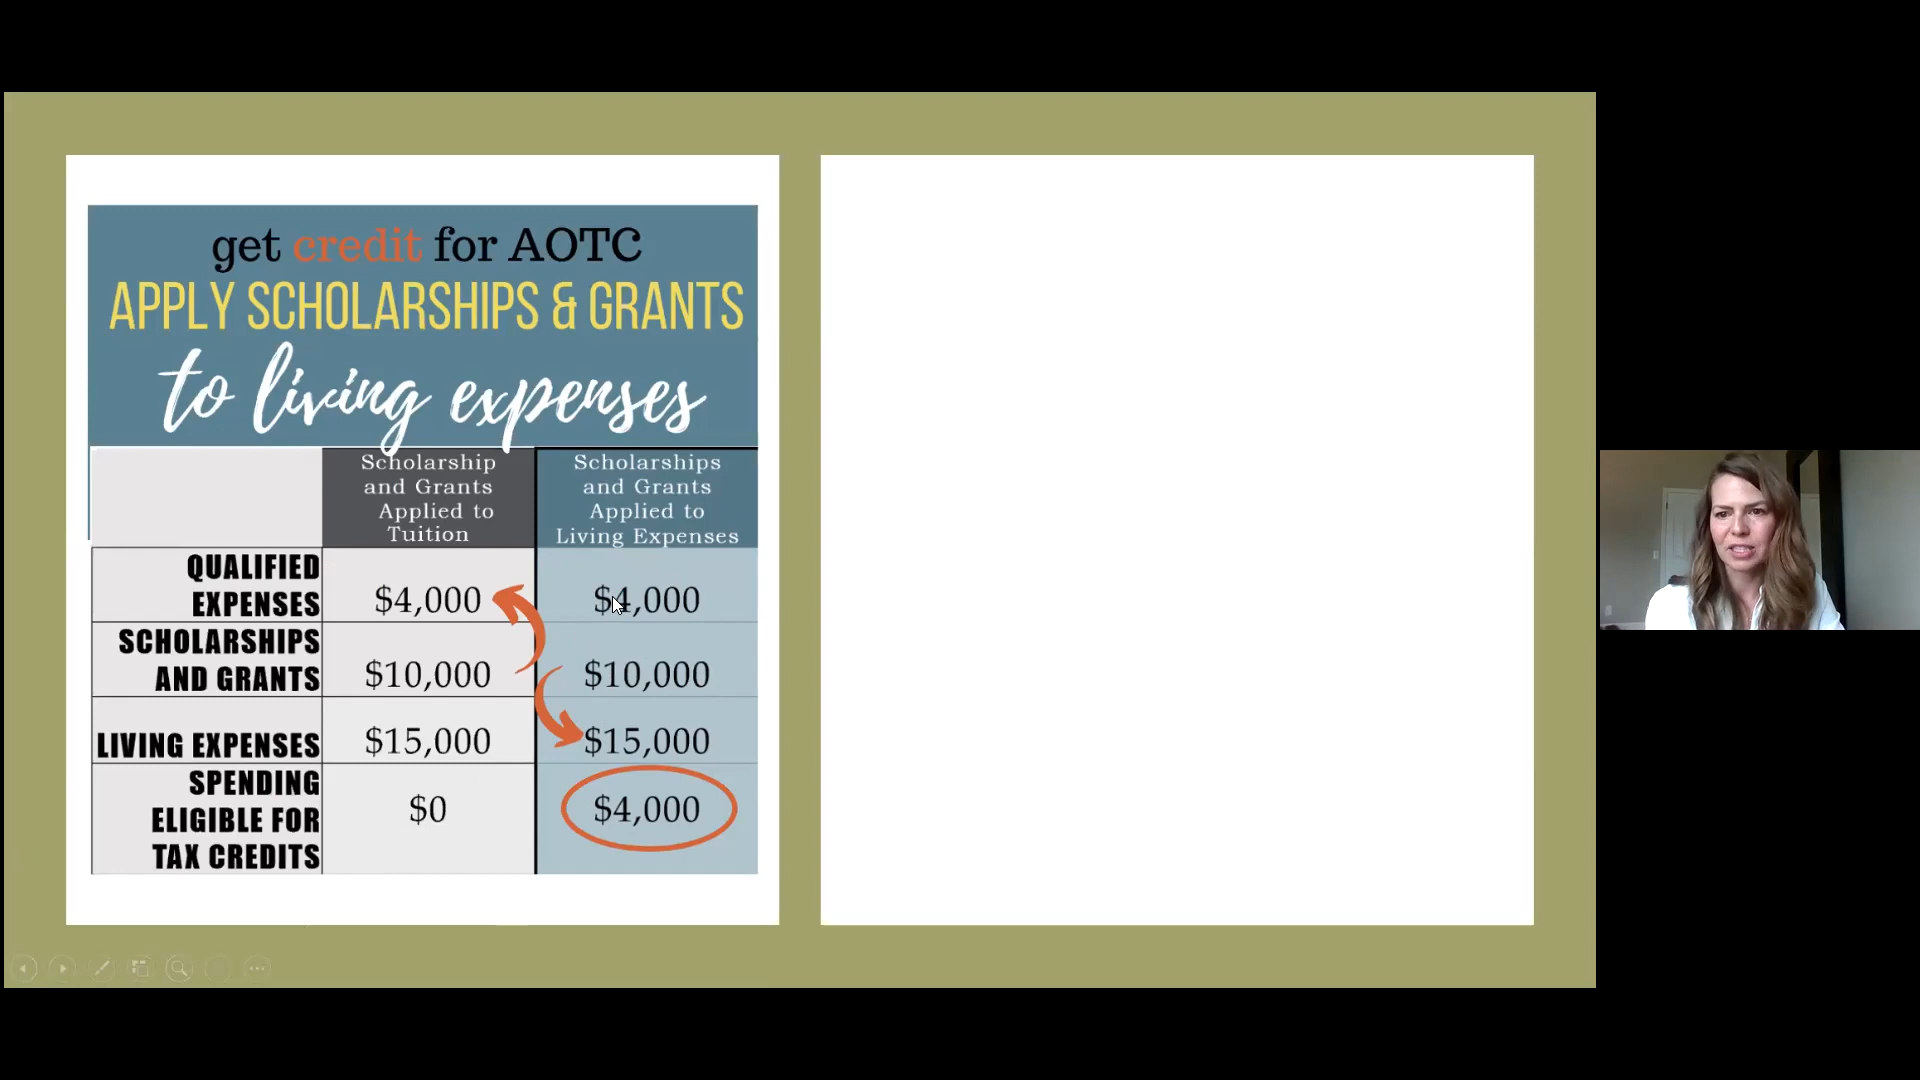 get credit for AOTC
APPLY SCHOLARSHIPS & GRANTS
to living expenses
Scholarship
and Grants
Applied to
Tuition
Scholarships
and Grants
Applied to
Living Expenses
QUALIFIED
EXPENSES
$4,000
$4,000
SCHOLARSHIPS
AND GRANTS
$10,000
$10,000
LIVING EXPENSES
$15,000
$15,000
SPENDING
ELIGIBLE FOR
TAX CREDITS
$0
$4,000